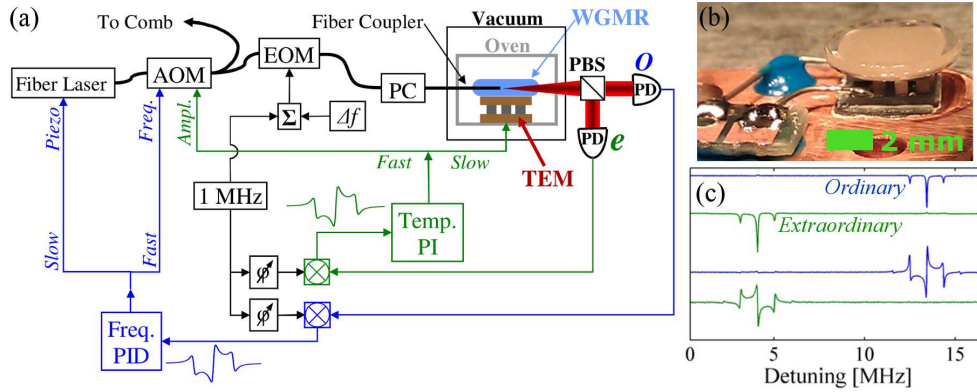 (a)
To Comb
Fiber Laser
AOM
EOM
PC
Fiber Coupler
Vacuum
WGMR
Oven
PBS
O
PD
PD
e
TEM
Σ
Δf
Piezo
Freq.
Ampl.
Fast
Slow
1 MHz
Temp.
PI
Slow
Fast
φ
φ
Freq.
PID
(b)
2 mm
(c)
Ordinary
Extraordinary
0
5
10
15
Detuning [MHz]